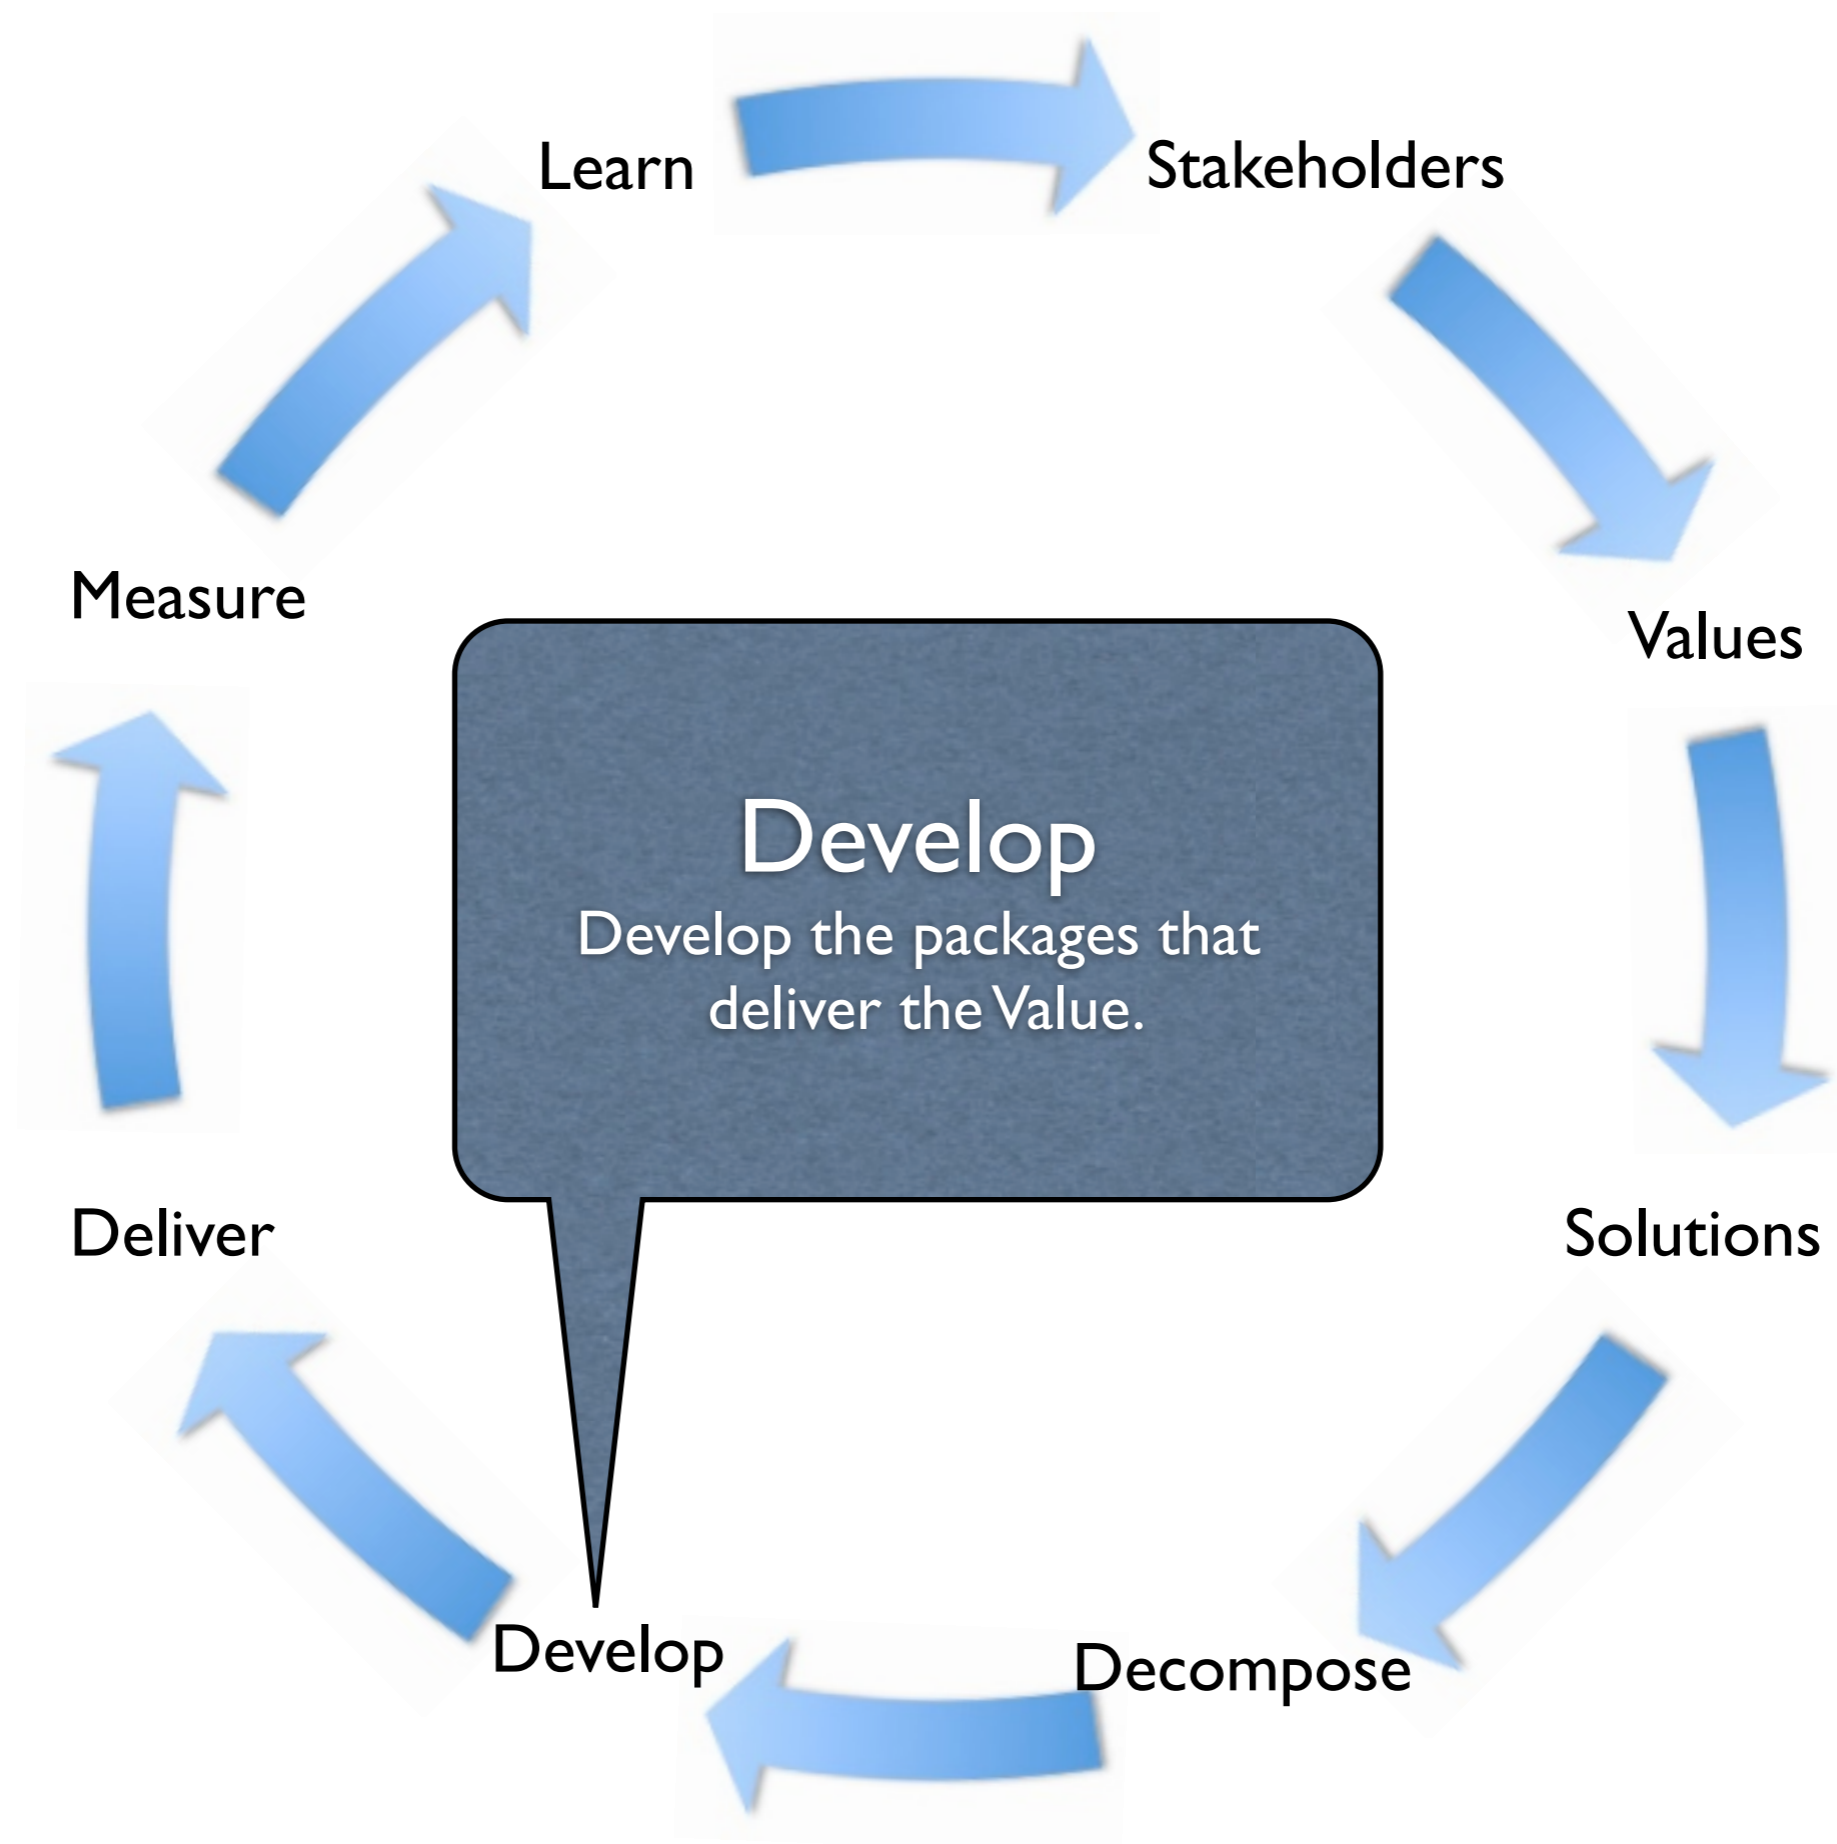 Learn
Stakeholders
Measure
Values
Develop
Develop the packages that
deliver the Value.
Deliver
Solutions
Develop
Decompose